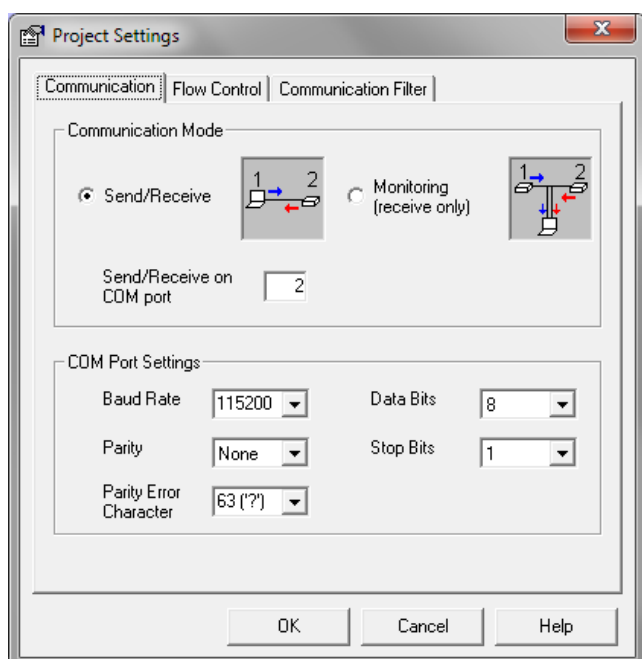 Project Settings
Communication
Flow Control
Communication Filter
Communication Mode
Send/Receive
1 2
Monitoring
(receive only)
1 2
Send/Receive on
COM port
2
COM Port Settings
Baud Rate
115200
Data Bits
8
Parity
None
Stop Bits
1
Parity Error
Character
63 ('?')
OK
Cancel
Help